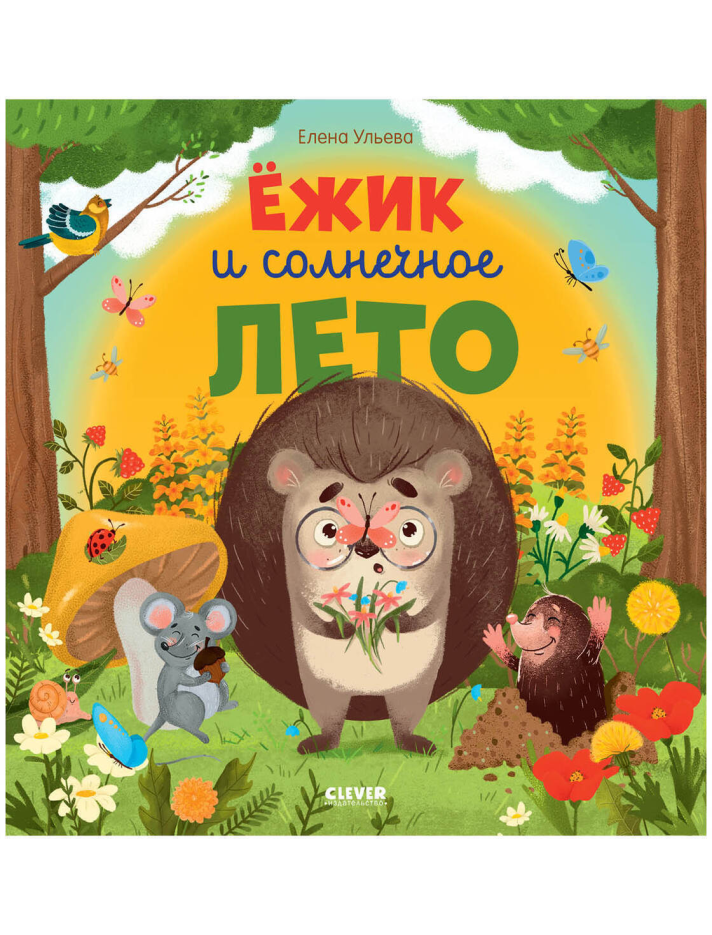 Елена Ульева
ЁЖИК
и солнечное
ЛЕТО
CLEVER
•ИЗДАТЕЛЬСТВО•